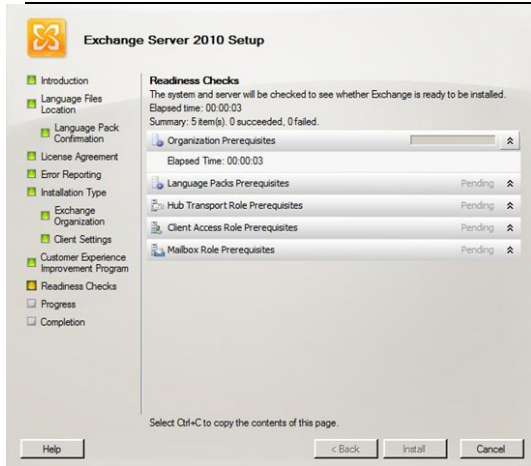 Exchange Server 2010 Setup
Introduction
Language Files
Location
Language Pack
Confirmation
License Agreement
Error Reporting
Installation Type
Exchange
Organization
Client Settings
Customer Experience
Improvement Program
Readiness Checks
Progress
Completion
Readiness Checks
The system and server will be checked to see whether Exchange is ready to be installed.
Elapsed time: 00:00:03
Summary: 5 item(s). 0 succeeded, 0 failed.
Organization Prerequisites
Elapsed Time: 00:00:03
Language Packs Prerequisites Pending
Hub Transport Role Prerequisites Pending
Client Access Role Prerequisites Pending
Mailbox Role Prerequisites Pending
Select Ctrl+C to copy the contents of this page.
Help < Back Install Cancel